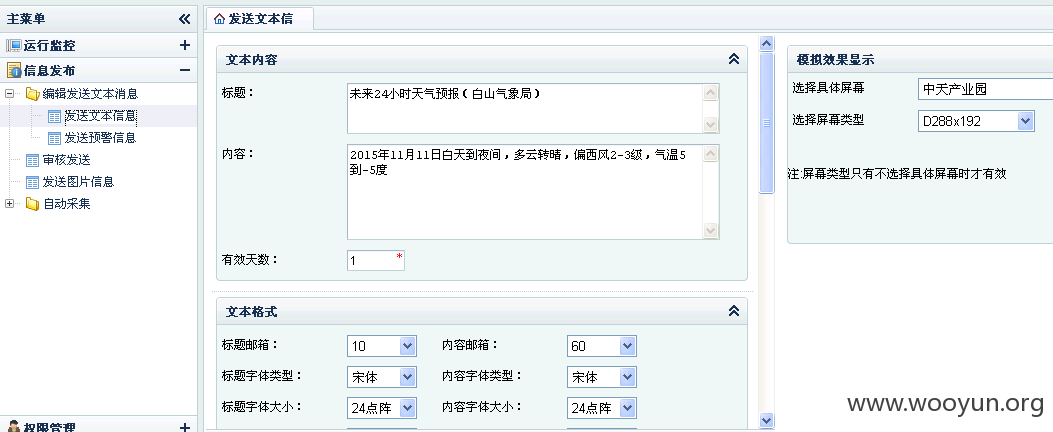 主菜单
运行监控
信息发布
编辑发送文本消息
发送文本信息
发送预警信息
审核发送
发送图片信息
自动采集
权限管理
发送文本信
文本内容
标题：
未来24小时天气预报（白山气象局）
内容：
2015年11月11日白天到夜间，多云转晴，偏西风2-3级，气温5
到-5度
有效天数：
1
*
文本格式
标题邮箱：
10
内容邮箱：
60
标题字体类型：
宋体
内容字体类型：
宋体
标题字体大小：
24点阵
内容字体大小：
24点阵
模拟效果显示
选择具体屏幕
中天产业园
选择屏幕类型
D288x192
注:屏幕类型只有不选择具体屏幕时才有效
www.wooyun.org